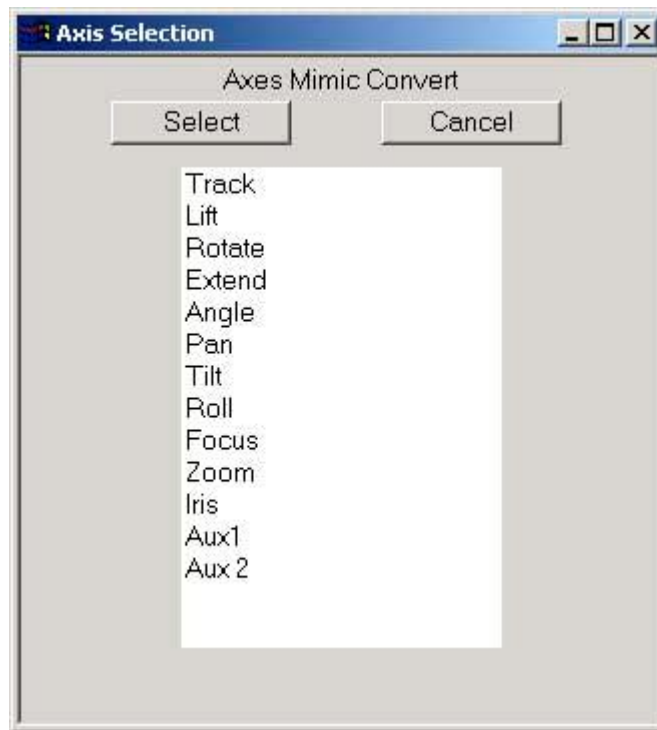 Axis Selection
Axes Mimic Convert
Select Cancel
Track
Lift
Rotate
Extend
Angle
Pan
Tilt
Roll
Focus
Zoom
Iris
Aux1
Aux 2